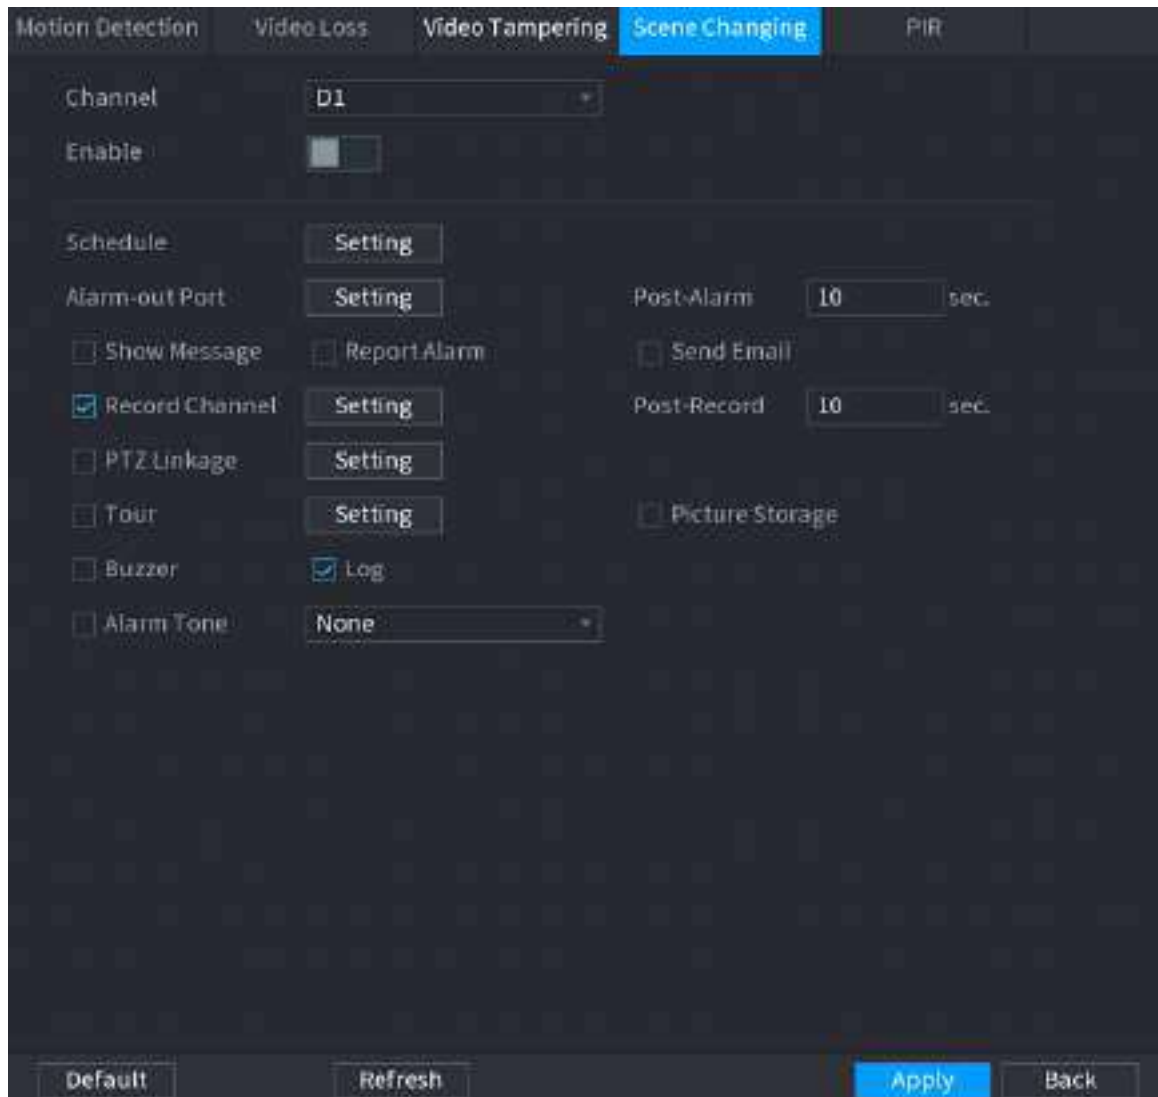 Motion Detection Video Loss Video Tampering Scene Changing PIR
Channel D1
Enable
Schedule Setting
Alarm-out Port Setting Post-Alarm 10 sec.
Show Message Report Alarm Send Email
Record Channel Setting Post-Record 10 sec.
PTZ Linkage Setting
Tour Setting Picture Storage
Buzzer Log
Alarm Tone None
Default Refresh Apply Back